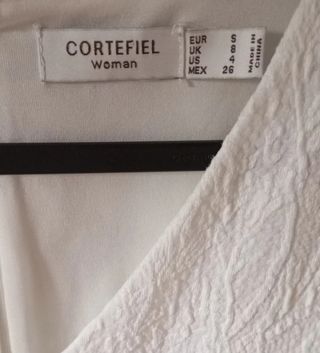 CORTEFIEL
Woman
EUR S
UK 8
US 4
MEX 26
MADE IN
CHINA